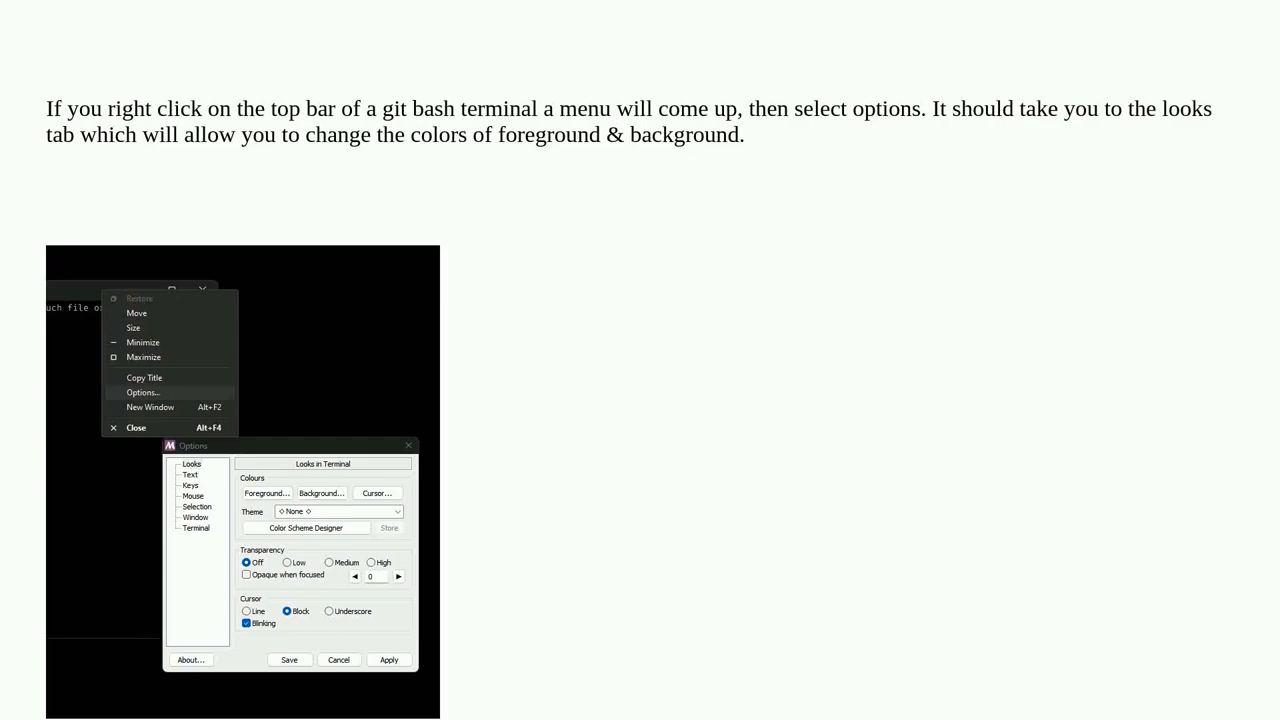 If you right click on the top bar of a git bash terminal a menu will come up, then select options. It should take you to the looks
tab which will allow you to change the colors of foreground & background.
Restore
uch file o
Move
Size
Minimize
Maximize
Copy Title
Options...
New Window Alt+F2
Close Alt+F4
Options
Looks
Text
Keys
Mouse
Selection
Window
Terminal
Looks in Terminal
Colours
Foreground... Background... Cursor...
Theme ◇ None ◇
Color Scheme Designer Store
Transparency
Off Low Medium High
Opaque when focused 0
Cursor
Line Block Underscore
Blinking
About... Save Cancel Apply